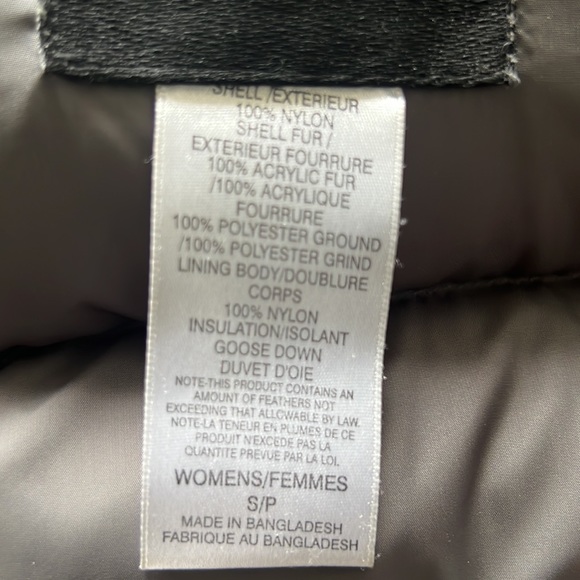 SHELL /EXTERIEUR
100% NYLON
SHELL FUR /
EXTERIEUR FOURRURE
100% ACRYLIC FUR
/100% ACRYLIQUE
FOURRURE
100% POLYESTER GROUND
/100% POLYESTER GRIND
LINING BODY/DOUBLURE
CORPS
100% NYLON
INSULATION/ISOLANT
GOOSE DOWN
DUVET D'OIE
NOTE-THIS PRODUCT CONTAINS AN
AMOUNT OF FEATHERS NOT
EXCEEDING THAT ALLOWABLE BY LAW.
NOTE-LA TENEUR EN PLUMES DE CE
PRODUIT N'EXCEDE PAS LA
QUANTITE PREVUE PAR LA LOI.
WOMENS/FEMMES
S/P
MADE IN BANGLADESH
FABRIQUE AU BANGLADESH